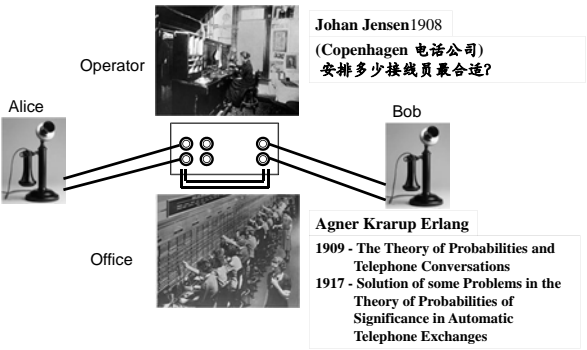 Johan Jensen1908
(Copenhagen 电话公司)
安排多少接线员最合适?
Operator
Alice
Bob
Office
Agner Krarup Erlang
1909 - The Theory of Probabilities and
Telephone Conversations
1917 - Solution of some Problems in the
Theory of Probabilities of
Significance in Automatic
Telephone Exchanges